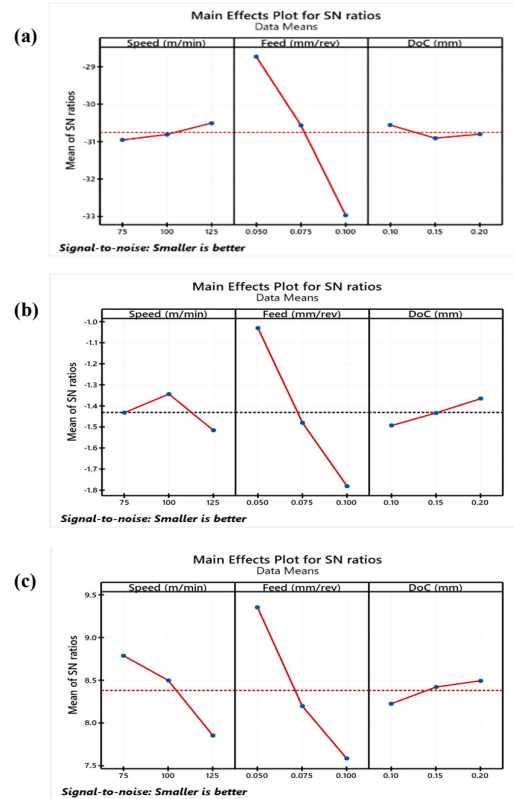 (a)
Main Effects Plot for SN ratios
Data Means
Speed (m/min) Feed (mm/rev) DoC (mm)
Mean of SN ratios
-29
-30
-31
-32
-33
75 100 125 0.050 0.075 0.100 0.10 0.15 0.20
Signal-to-noise: Smaller is better
(b)
Main Effects Plot for SN ratios
Data Means
Speed (m/min) Feed (mm/rev) DoC (mm)
Mean of SN ratios
-1.0
-1.1
-1.2
-1.3
-1.4
-1.5
-1.6
-1.7
-1.8
75 100 125 0.050 0.075 0.100 0.10 0.15 0.20
Signal-to-noise: Smaller is better
(c)
Main Effects Plot for SN ratios
Data Means
Speed (m/min) Feed (mm/rev) DoC (mm)
Mean of SN ratios
9.5
9.0
8.5
8.0
7.5
75 100 125 0.050 0.075 0.100 0.10 0.15 0.20
Signal-to-noise: Smaller is better